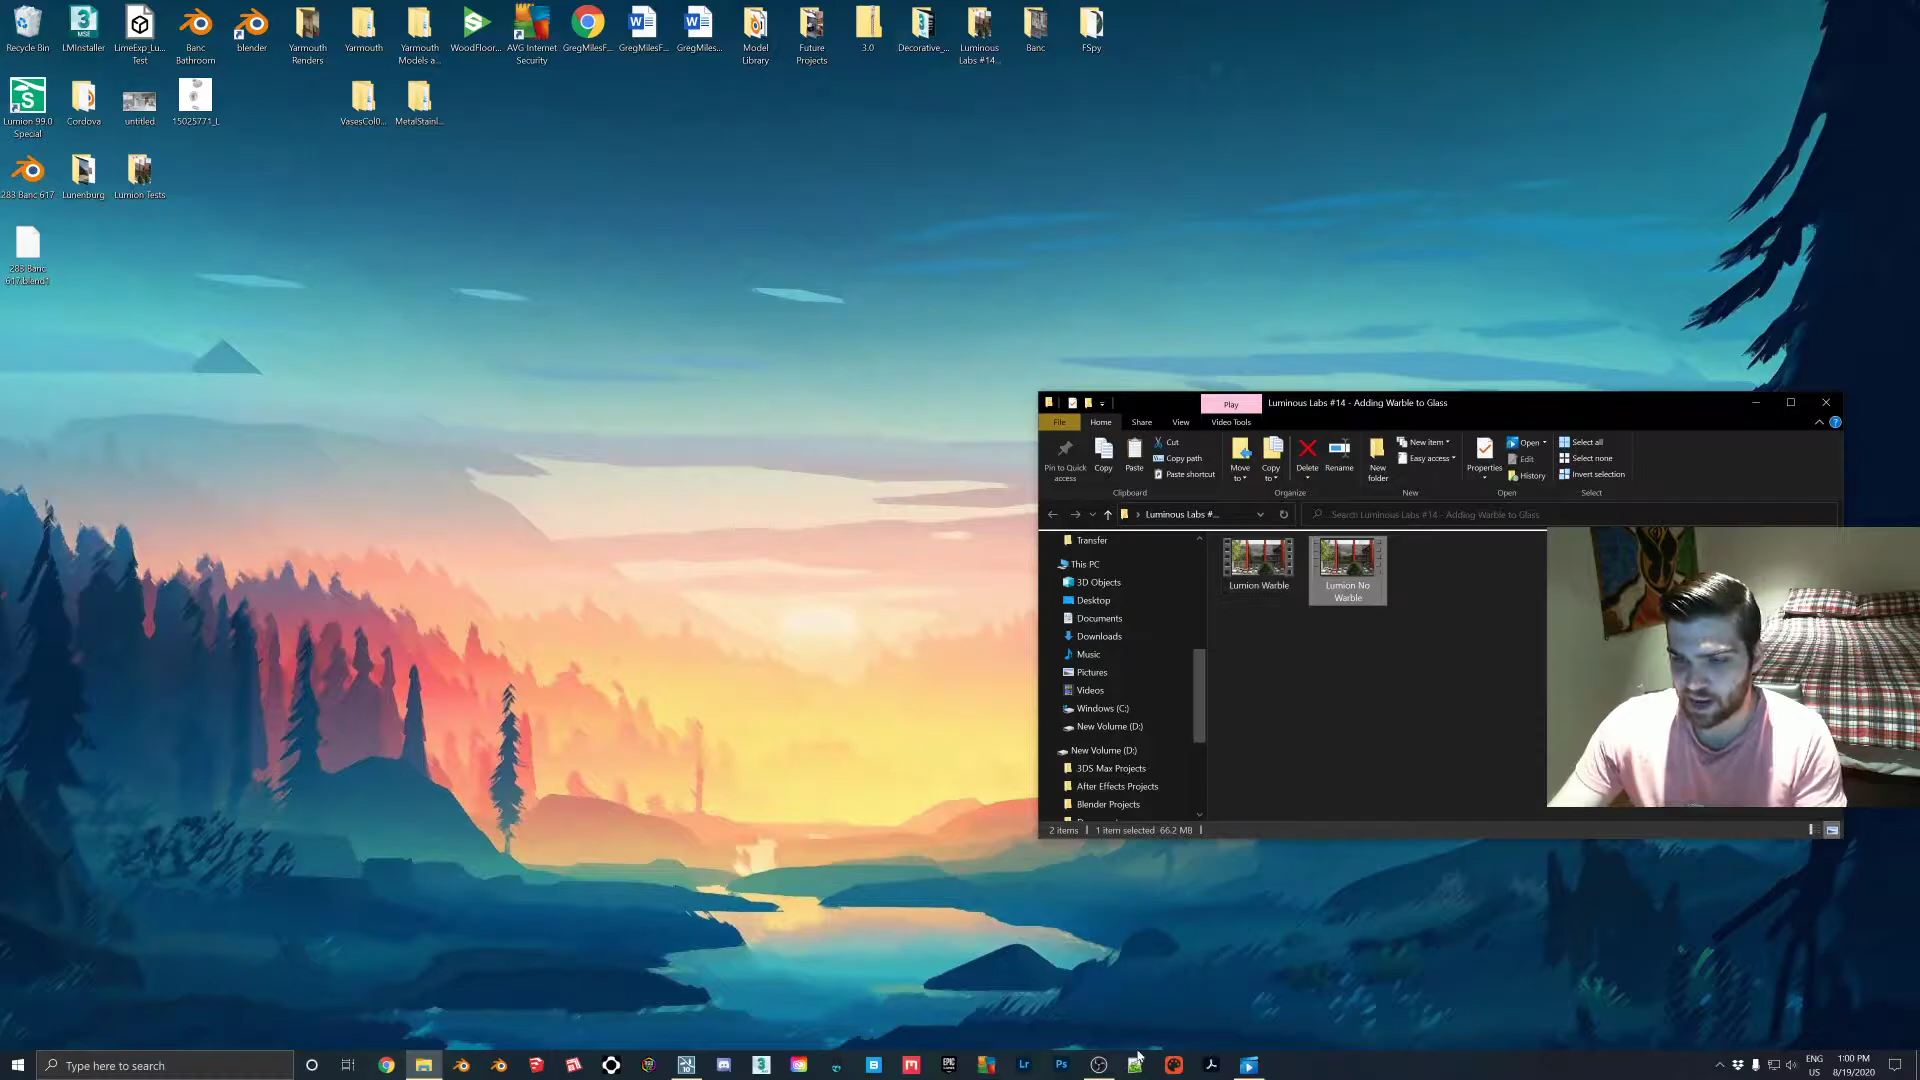 Recycle Bin
LMInstaller
LimeExp_Lu...
Test
Banc
Bathroom
blender
Yarmouth
Renders
Yarmouth
Yarmouth
Models a...
WoodFloor...
AVG Internet
Security
GregMilesF...
GregMilesF...
GregMiles...
Model
Library
Future
Projects
3.0
Decorative_...
Luminous
Labs #14...
Banc
FSpy
Lumion 99.0
Special
Cordova
untitled
15025771_L
VasesCol0...
MetalStainl...
283 Banc 617
Lunenburg
Lumion Tests
283 Banc
617.blend1
Play
Luminous Labs #14 - Adding Warble to Glass
File
Home
Share
View
Video Tools
Pin to Quick
access
Copy
Paste
Cut
Copy path
Paste shortcut
Clipboard
Move
to
Copy
to
Delete
Rename
Organize
New
folder
New item
Easy access
New
Properties
Open
Edit
History
Open
Select all
Select none
Invert selection
Select
Luminous Labs #...
Search Luminous Labs #14 - Adding Warble to Glass
Transfer
This PC
3D Objects
Desktop
Documents
Downloads
Music
Pictures
Videos
Windows (C:)
New Volume (D:)
New Volume (D:)
3DS Max Projects
After Effects Projects
Blender Projects
Lumion Warble
Lumion No
Warble
2 items
1 item selected 66.2 MB
Type here to search
Lr
Ps
ENG
US
1:00 PM
8/19/2020